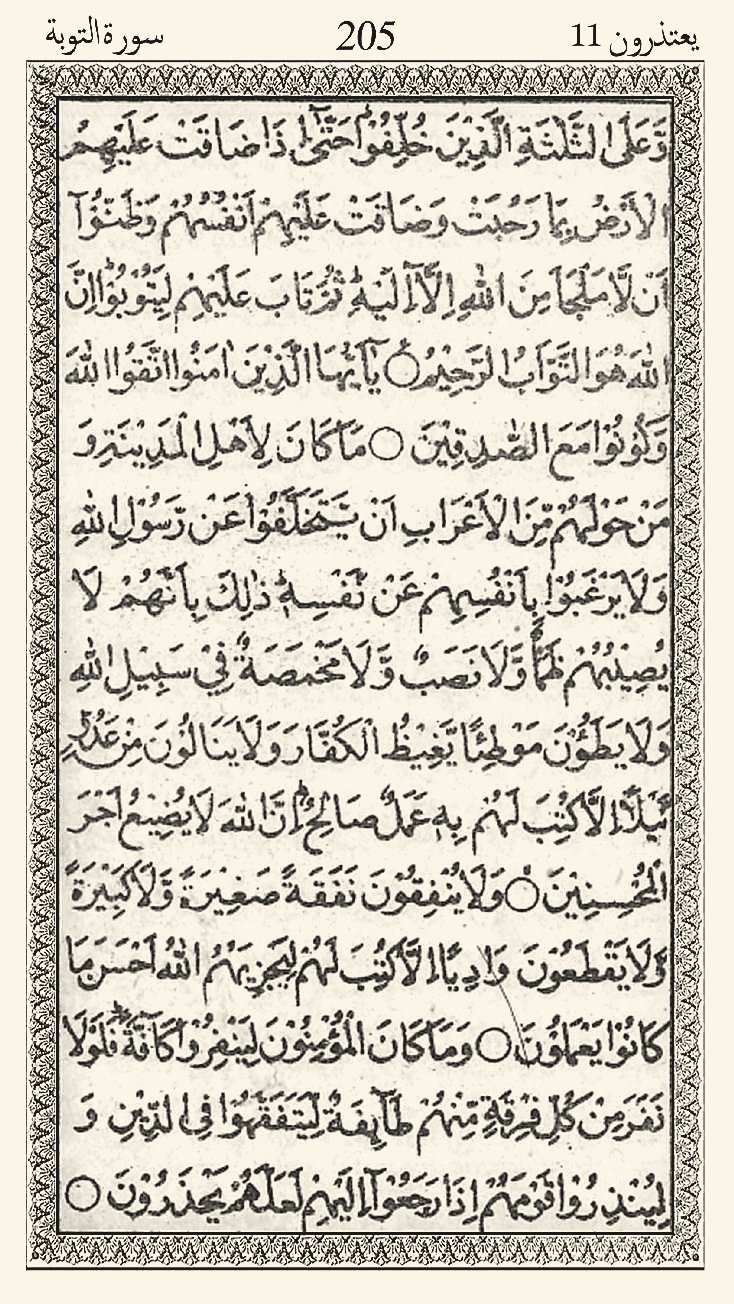 يعتذرون 11 205 سورة التوبة
وَّعَلَى الثَّلٰثَةِ الَّذِيْنَ خُلِّفُوْا ؕ حَتّٰۤى اِذَا ضَاقَتْ عَلَيْهِمُ
الْاَرْضُ بِمَا رَحُبَتْ وَضَاقَتْ عَلَيْهِمْ اَنْفُسُهُمْ وَظَنُّوْۤا
اَنْ لَّا مَلْجَاَ مِنَ اللّٰهِ اِلَّاۤ اِلَيْهِ ؕ ثُمَّ تَابَ عَلَيْهِمْ لِيَتُوْبُوْا ؕ اِنَّ
اللّٰهَ هُوَ التَّوَّابُ الرَّحِيْمُ ۝ يٰۤاَيُّهَا الَّذِيْنَ اٰمَنُوا اتَّقُوا اللّٰهَ
وَكُوْنُوْا مَعَ الصّٰدِقِيْنَ ۝ مَا كَانَ لِاَهْلِ الْمَدِيْنَةِ وَ
مَنْ حَوْلَهُمْ مِّنَ الْاَعْرَابِ اَنْ يَّتَخَلَّفُوْا عَنْ رَّسُوْلِ اللّٰهِ
وَلَا يَرْغَبُوْا بِاَنْفُسِهِمْ عَنْ نَّفْسِهٖ ؕ ذٰلِكَ بِاَنَّهُمْ لَا
يُصِيْبُهُمْ ظَمَاٌ وَّلَا نَصَبٌ وَّلَا مَخْمَصَةٌ فِيْ سَبِيْلِ اللّٰهِ
وَلَا يَطَـُٔوْنَ مَوْطِئًا يَّغِيْظُ الْكُفَّارَ وَلَا يَنَالُوْنَ مِنْ عَدُوٍّ
نَّيْلًا اِلَّا كُتِبَ لَهُمْ بِهٖ عَمَلٌ صَالِحٌ ؕ اِنَّ اللّٰهَ لَا يُضِيْعُ اَجْرَ
الْمُحْسِنِيْنَ ۝ وَلَا يُنْفِقُوْنَ نَفَقَةً صَغِيْرَةً وَّلَا كَبِيْرَةً
وَّلَا يَقْطَعُوْنَ وَادِيًا اِلَّا كُتِبَ لَهُمْ لِيَجْزِيَهُمُ اللّٰهُ اَحْسَنَ مَا
كَانُوْا يَعْمَلُوْنَ ۝ وَمَا كَانَ الْمُؤْمِنُوْنَ لِيَنْفِرُوْا كَآفَّةً ؕ فَلَوْلَا
نَفَرَ مِنْ كُلِّ فِرْقَةٍ مِّنْهُمْ طَآئِفَةٌ لِّيَتَفَقَّهُوْا فِى الدِّيْنِ وَ
لِيُنْذِرُوْا قَوْمَهُمْ اِذَا رَجَعُوْۤا اِلَيْهِمْ لَعَلَّهُمْ يَحْذَرُوْنَ ۝